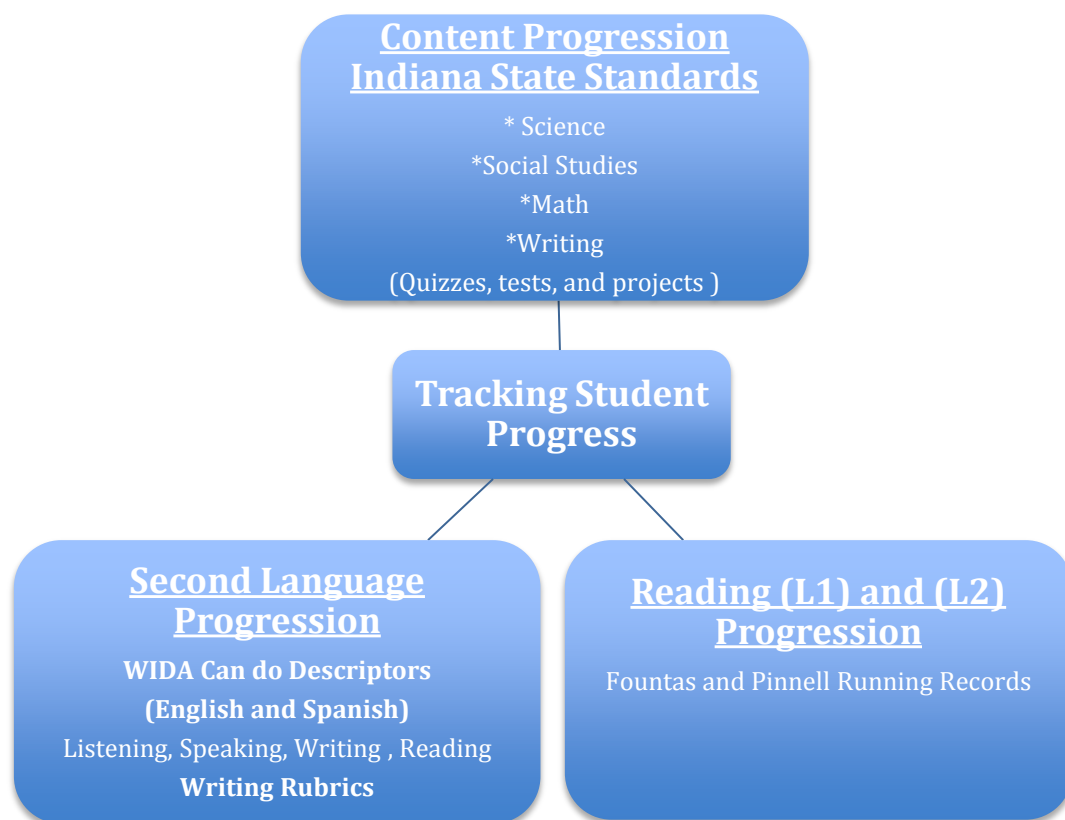 Content Progression
Indiana State Standards
* Science
*Social Studies
*Math
*Writing
(Quizzes, tests, and projects )
Tracking Student
Progress
Second Language
Progression
WIDA Can do Descriptors
(English and Spanish)
Listening, Speaking, Writing , Reading
Writing Rubrics
Reading (L1) and (L2)
Progression
Fountas and Pinnell Running Records